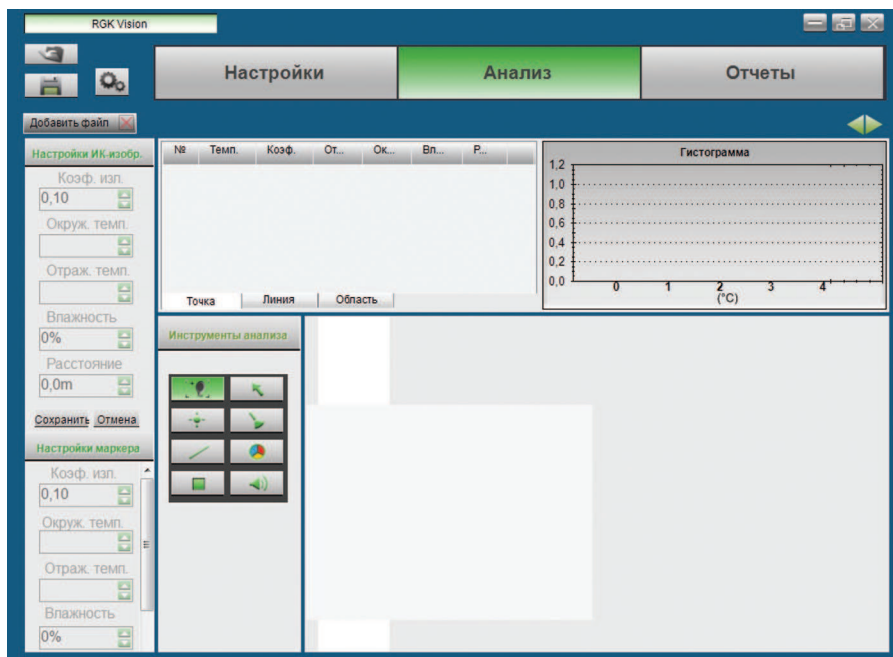 RGK Vision
Настройки
Анализ
Отчеты
Добавить файл
Настройки ИК-изобр.
Коэф. изл.
0,10
Окруж. темп.
Отраж. темп.
Влажность
0%
Расстояние
0,0m
Сохранить Отмена
Настройки маркера
Коэф. изл.
0,10
Окруж. темп.
Отраж. темп.
Влажность
0%
№ Темп. Коэф. От... Ок... Вл... Р...
Точка Линия Область
Гистограмма
1,2
1,0
0,8
0,6
0,4
0,2
0,0
0 1 2 3 4
(°C)
Инструменты анализа